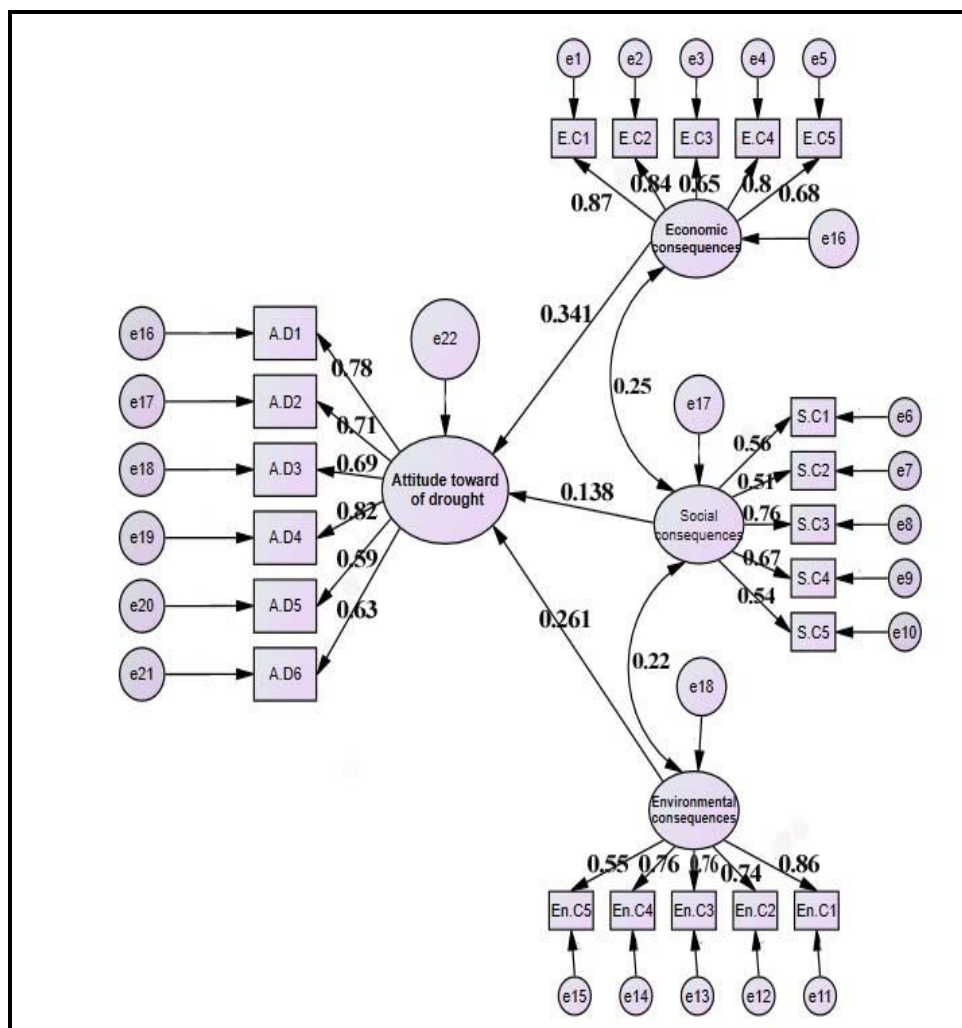 e1
e2
e3
e4
e5
E.C1
E.C2
E.C3
E.C4
E.C5
0.87
0.84
0.65
0.8
0.68
Economic
consequences
e16
0.341
0.25
e16
A.D1
e17
A.D2
e18
A.D3
e19
A.D4
e20
A.D5
e21
A.D6
0.78
0.71
0.69
0.82
0.59
0.63
e22
Attitude toward
of drought
0.138
e17
Social
consequences
0.56
0.51
0.76
0.67
0.54
S.C1
e6
S.C2
e7
S.C3
e8
S.C4
e9
S.C5
e10
0.261
0.22
e18
Environmental
consequences
0.55
0.76
0.76
0.74
0.86
En.C5
En.C4
En.C3
En.C2
En.C1
e15
e14
e13
e12
e11